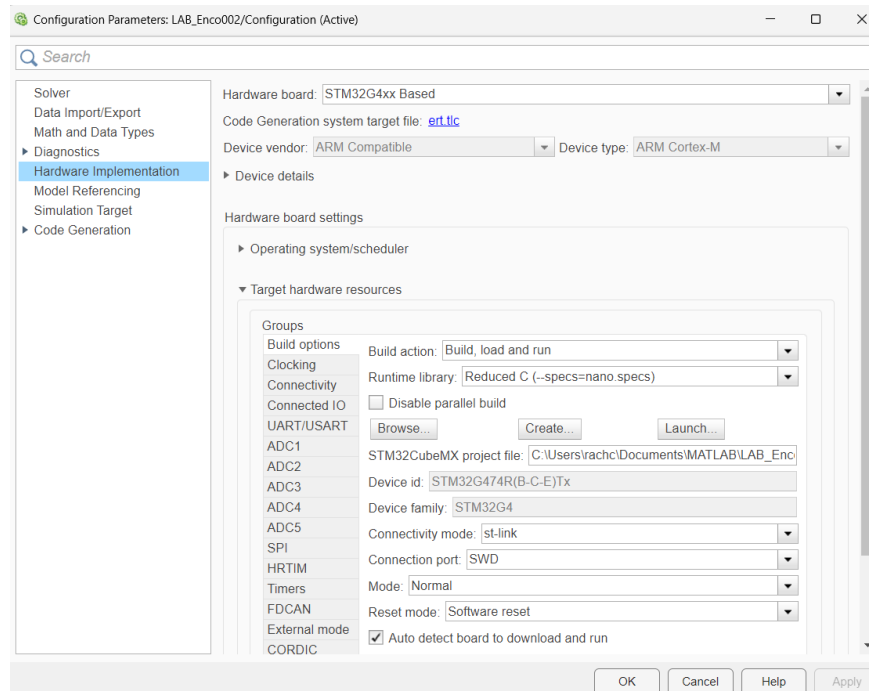 Configuration Parameters: LAB_Enco002/Configuration (Active)
Search
Solver
Data Import/Export
Math and Data Types
Diagnostics
Hardware Implementation
Model Referencing
Simulation Target
Code Generation
Hardware board: STM32G4xx Based
Code Generation system target file: ert.tlc
Device vendor: ARM Compatible Device type: ARM Cortex-M
Device details
Hardware board settings
Operating system/scheduler
Target hardware resources
Groups
Build options
Clocking
Connectivity
Connected IO
UART/USART
ADC1
ADC2
ADC3
ADC4
ADC5
SPI
HRTIM
Timers
FDCAN
External mode
CORDIC
Build action: Build, load and run
Runtime library: Reduced C (--specs=nano.specs)
Disable parallel build
Browse... Create... Launch...
STM32CubeMX project file: C:\Users\rachc\Documents\MATLAB\LAB_Enc
Device id: STM32G474R(B-C-E)Tx
Device family: STM32G4
Connectivity mode: st-link
Connection port: SWD
Mode: Normal
Reset mode: Software reset
Auto detect board to download and run
OK Cancel Help Apply